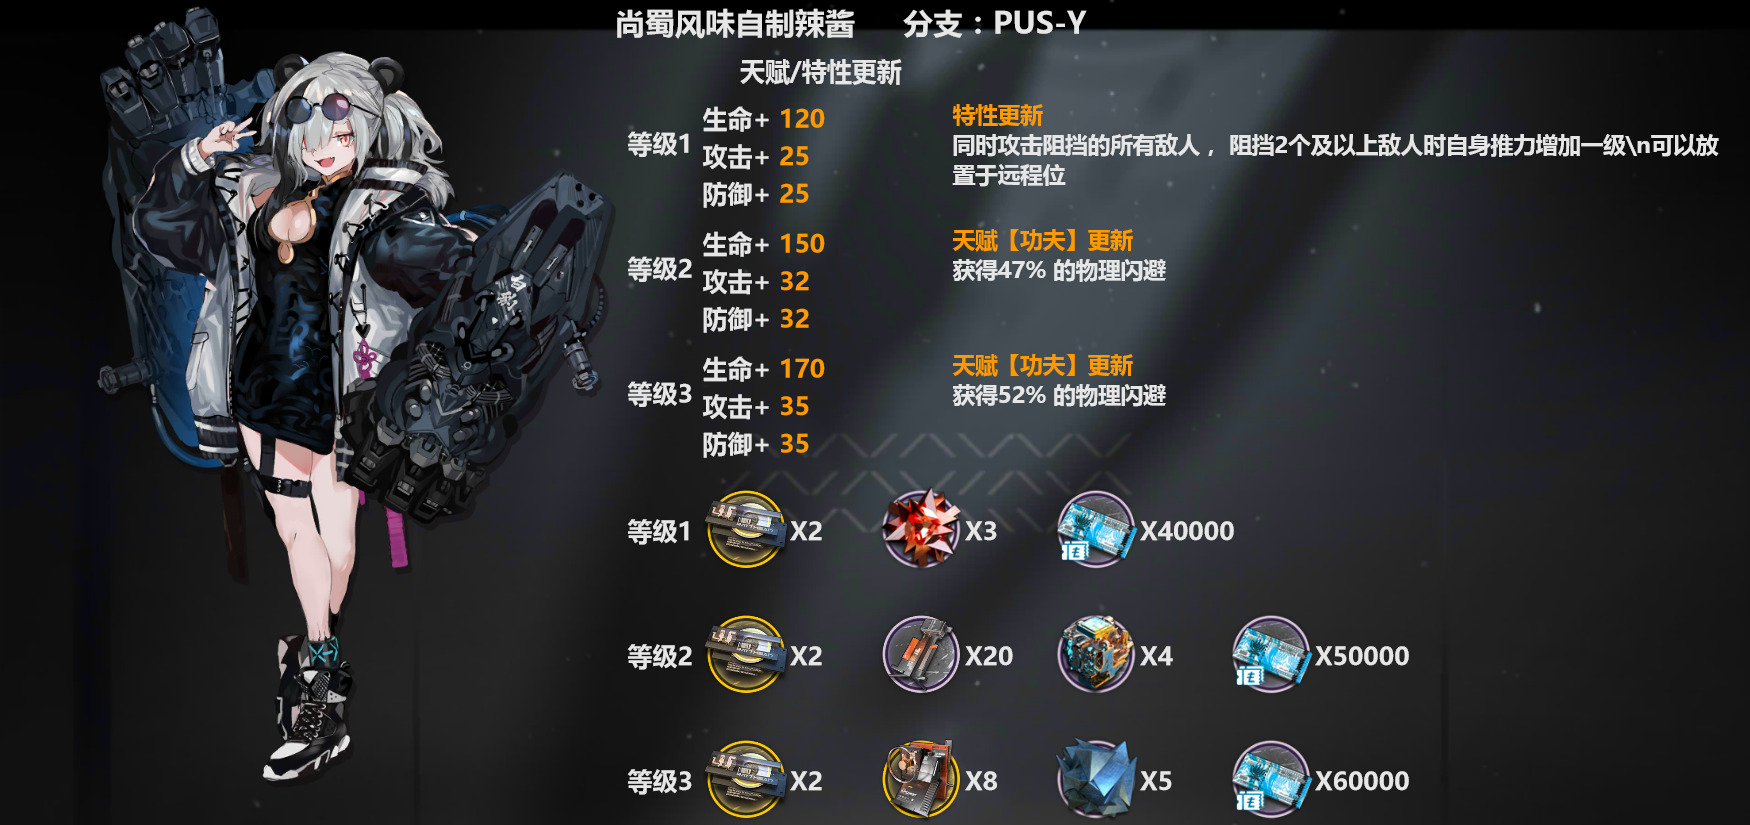 尚蜀风味自制辣酱 分支：PUS-Y
天赋/特性更新
等级1
生命+ 120
攻击+ 25
防御+ 25
特性更新
同时攻击阻挡的所有敌人，阻挡2个及以上敌人时自身推力增加一级\n可以放
置于远程位
等级2
生命+ 150
攻击+ 32
防御+ 32
天赋【功夫】更新
获得47% 的物理闪避
等级3
生命+ 170
攻击+ 35
防御+ 35
天赋【功夫】更新
获得52% 的物理闪避
等级1 X2 X3 X40000
等级2 X2 X20 X4 X50000
等级3 X2 X8 X5 X60000